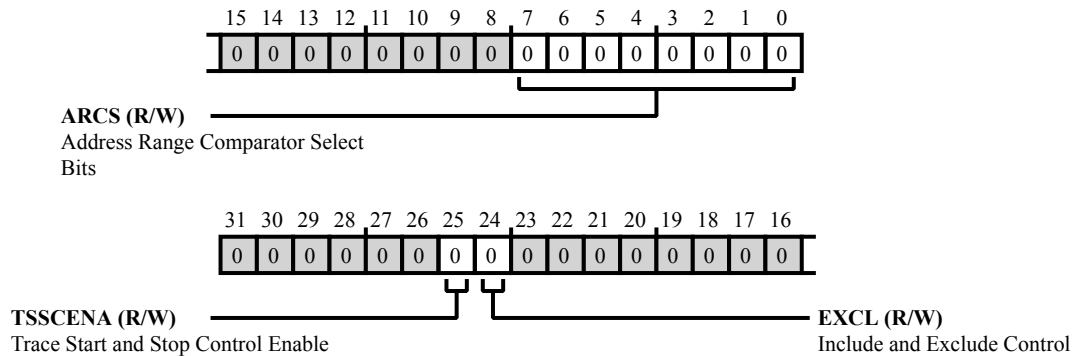 15 14 13 12 11 10 9 8 7 6 5 4 3 2 1 0
0 0 0 0 0 0 0 0 0 0 0 0 0 0 0 0
ARCS (R/W)
Address Range Comparator Select
Bits
31 30 29 28 27 26 25 24 23 22 21 20 19 18 17 16
0 0 0 0 0 0 0 0 0 0 0 0 0 0 0 0
TSSCENA (R/W)
Trace Start and Stop Control Enable
EXCL (R/W)
Include and Exclude Control